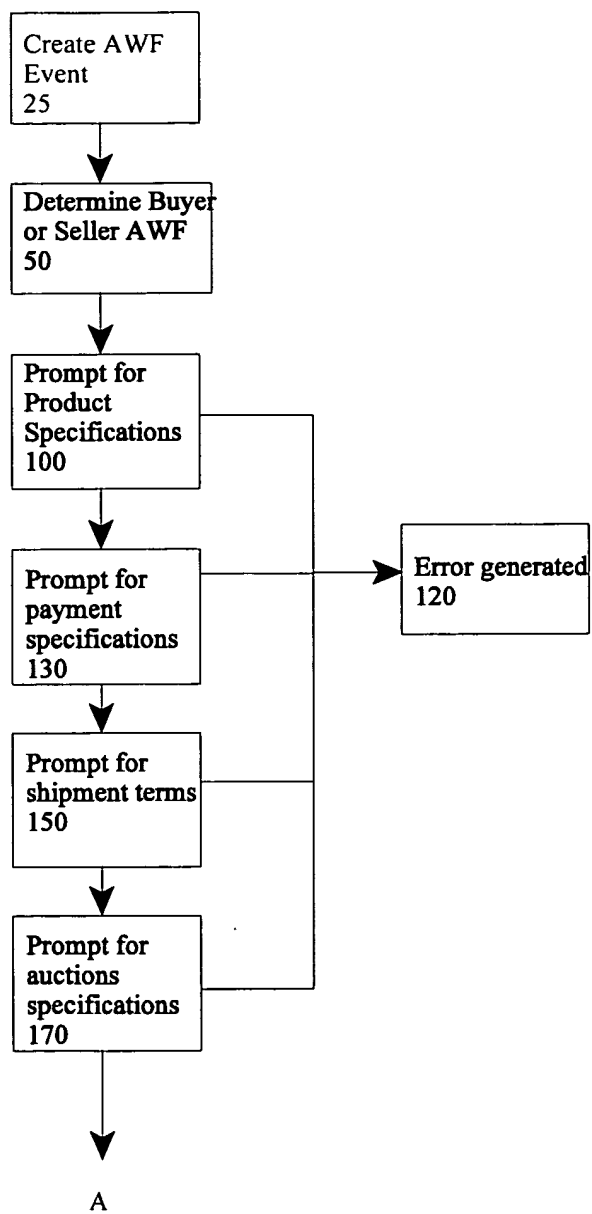 Create AWF
Event
25
Determine Buyer
or Seller AWF
50
Prompt for
Product
Specifications
100
Error generated
120
Prompt for
payment
specifications
130
Prompt for
shipment terms
150
Prompt for
auctions
specifications
170
A